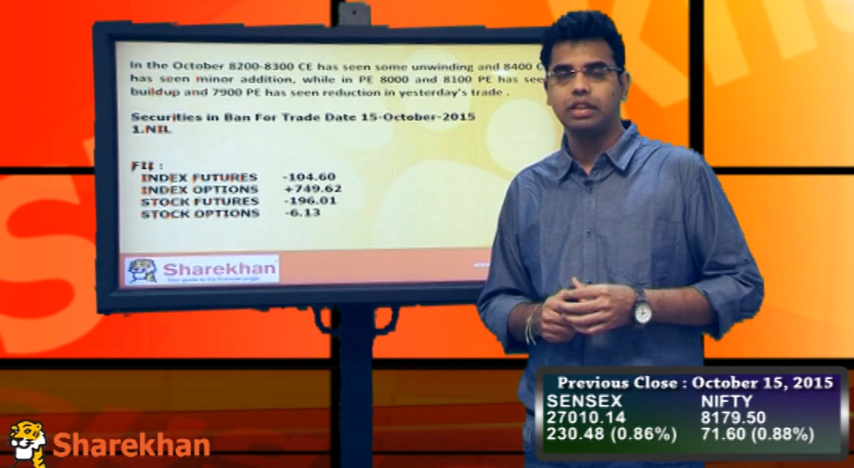 In the October 8200-8300 CE has seen some unwinding and 8400
has seen minor addition, while in PE 8000 and 8100 PE has
buildup and 7900 PE has seen reduction in yesterday's trade .
Securities in Ban For Trade Date 15-October-2015
1.NIL
FII :
INDEX FUTURES -104.60
INDEX OPTIONS +749.62
STOCK FUTURES -196.01
STOCK OPTIONS -6.13
Sharekhan
Previous Close : October 15, 2015
SENSEX NIFTY
27010.14 8179.50
230.48 (0.86%) 71.60 (0.88%)
Sharekhan